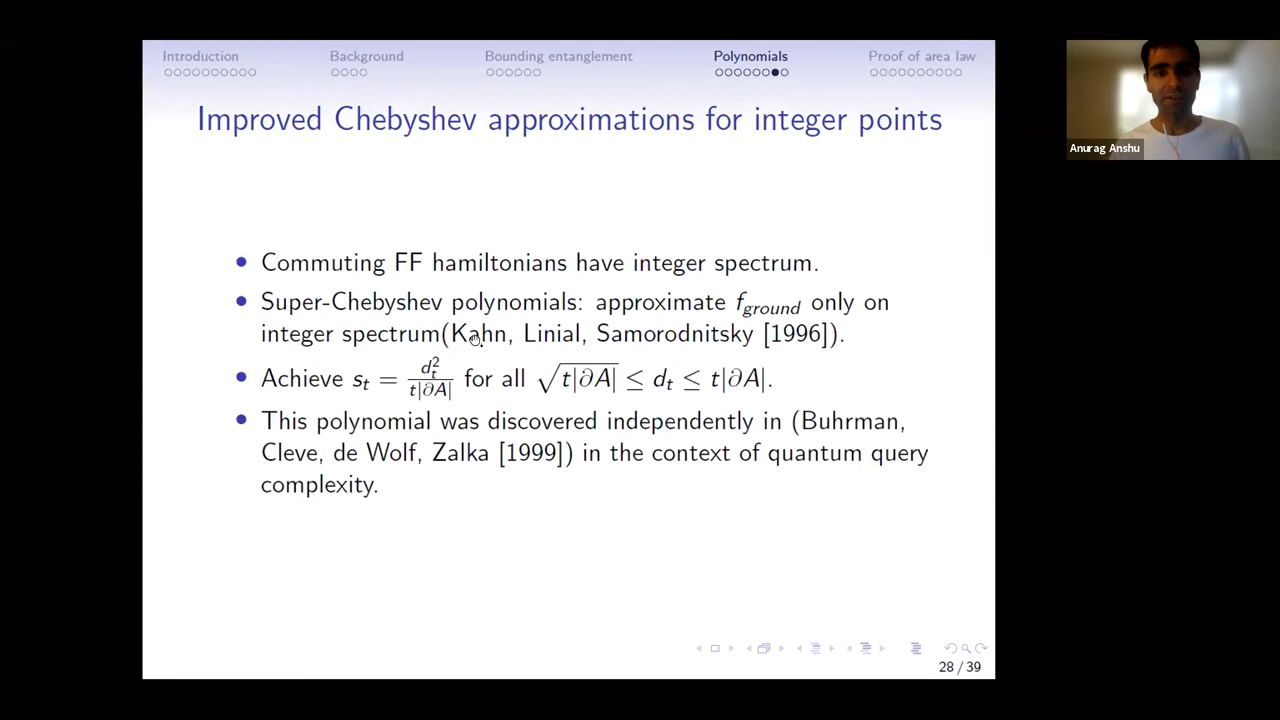 Introduction Background Bounding entanglement Polynomials Proof of area law
Improved Chebyshev approximations for integer points
• Commuting FF hamiltonians have integer spectrum.
• Super-Chebyshev polynomials: approximate f_ground only on
integer spectrum(Kahn, Linial, Samorodnitsky [1996]).
• Achieve s_t = d_t^2 / t|∂A| for all √t|∂A| ≤ d_t ≤ t|∂A|.
• This polynomial was discovered independently in (Buhrman,
Cleve, de Wolf, Zalka [1999]) in the context of quantum query
complexity.
28 / 39
Anurag Anshu